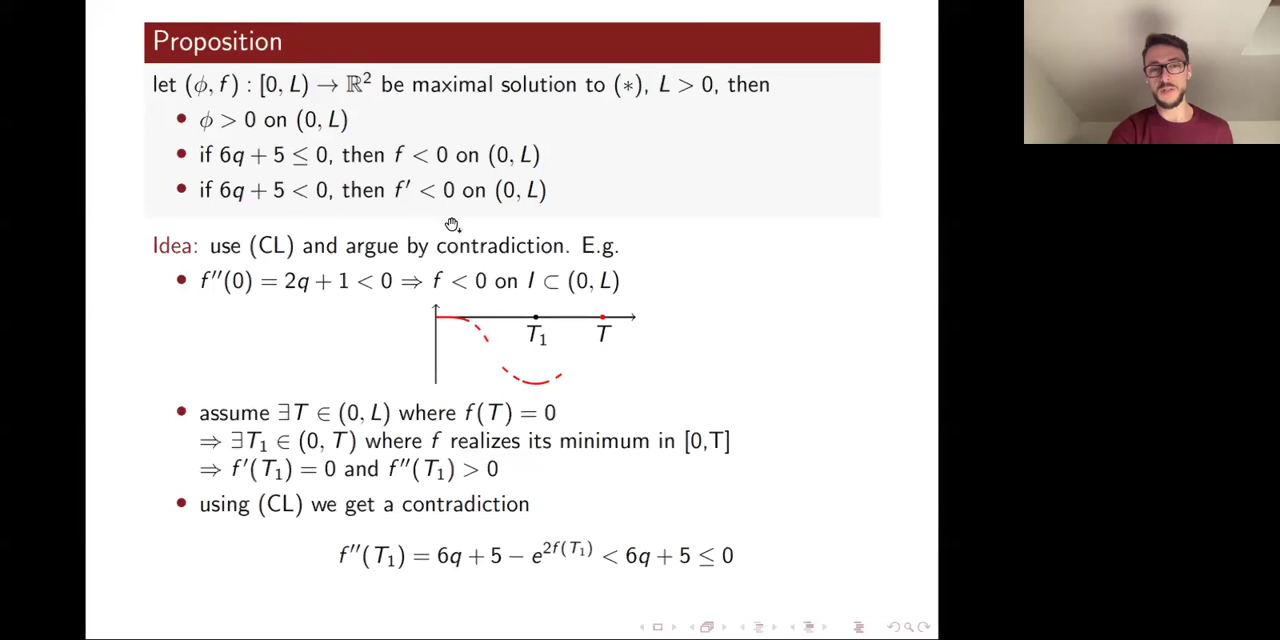 Proposition
let (ϕ, f) : [0, L) → ℝ² be maximal solution to (∗), L > 0, then
• ϕ > 0 on (0, L)
• if 6q + 5 ≤ 0, then f < 0 on (0, L)
• if 6q + 5 < 0, then f′ < 0 on (0, L)
Idea: use (CL) and argue by contradiction. E.g.
• f′′(0) = 2q + 1 < 0 ⇒ f < 0 on I ⊂ (0, L)
T₁ T
• assume ∃T ∈ (0, L) where f(T) = 0
⇒ ∃T₁ ∈ (0, T) where f realizes its minimum in [0,T]
⇒ f′(T₁) = 0 and f′′(T₁) > 0
• using (CL) we get a contradiction
f′′(T₁) = 6q + 5 − e^{2f(T₁)} < 6q + 5 ≤ 0